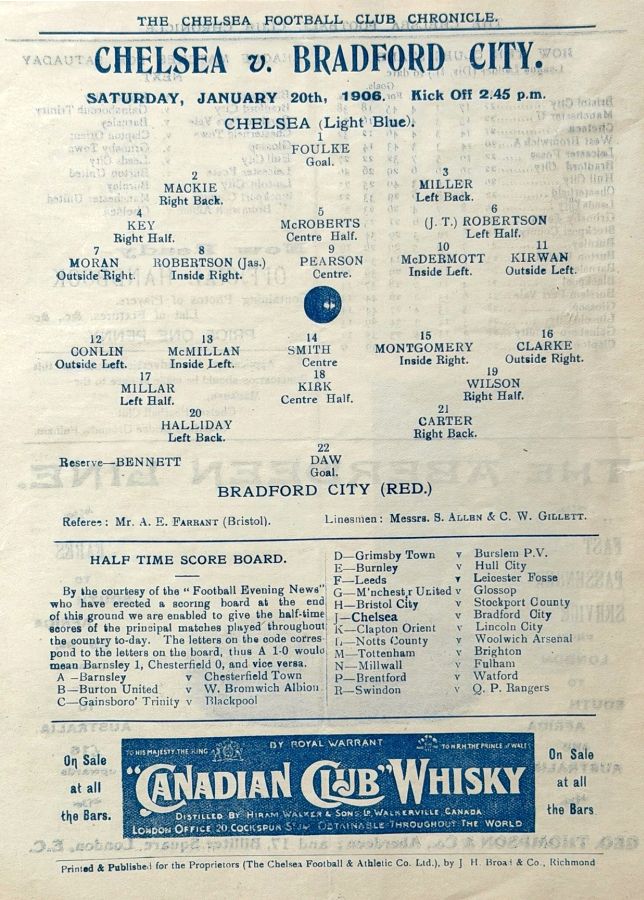 THE CHELSEA FOOTBALL CLUB CHRONICLE.
CHELSEA v. BRADFORD CITY.
SATURDAY, JANUARY 20th, 1906. Kick Off 2.45 p.m.
CHELSEA (Light Blue).
1
FOULKE
Goal.
2 3
MACKIE MILLER
Right Back. Left Back.
4 5 6
KEY McROBERTS (J. T.) ROBERTSON
Right Half. Centre Half. Left Half.
7 8 9 10 11
MORAN ROBERTSON (Jas.) PEARSON McDERMOTT KIRWAN
Outside Right. Inside Right. Centre. Inside Left. Outside Left.
12 13 14 15 16
CONLIN McMILLAN SMITH MONTGOMERY CLARKE
Outside Left. Inside Left. Centre Inside Right. Outside Right.
17 18 19
MILLAR KIRK WILSON
Left Half. Centre Half. Right Half.
20 21
HALLIDAY CARTER
Left Back. Right Back.
22
Reserve—BENNETT DAW
Goal.
BRADFORD CITY (RED.)
Referee: Mr. A. E. FARRANT (Bristol). Linesmen: Messrs. S. ALLEN & C. W. GILLETT.
HALF TIME SCORE BOARD.
By the courtesy of the "Football Evening News"
who have erected a scoring board at the end
of this ground we are enabled to give the half-time
scores of the principal matches played throughout
the country to-day. The letters on the code corres-
pond to the letters on the board, thus A 1-0 would
mean Barnsley 1, Chesterfield 0, and vice versa.
A—Barnsley v Chesterfield Town
B—Burton United v W. Bromwich Albion
C—Gainsboro' Trinity v Blackpool
D—Grimsby Town v Burslem P.V.
E—Burnley v Hull City
F—Leeds v Leicester Fosse
G—M'nchester United v Glossop
H—Bristol City v Stockport County
J—Chelsea v Bradford City
K—Clapton Orient v Lincoln City
L—Notts County v Woolwich Arsenal
M—Tottenham v Brighton
N—Millwall v Fulham
P—Brentford v Watford
R—Swindon v Q. P. Rangers
On Sale
at all
the Bars.
BY ROYAL WARRANT
TO HIS MAJESTY THE KING TO H.R.H. THE PRINCE of WALES
"CANADIAN CLUB" WHISKY
DISTILLED BY HIRAM WALKER & SONS LD. WALKERVILLE, CANADA.
LONDON OFFICE 20 COCKSPUR ST. OBTAINABLE THROUGHOUT THE WORLD
On Sale
at all
the Bars
Printed & Published for the Proprietors (The Chelsea Football & Athletic Co. Ltd.), by J. H. Broad & Co., Richmond